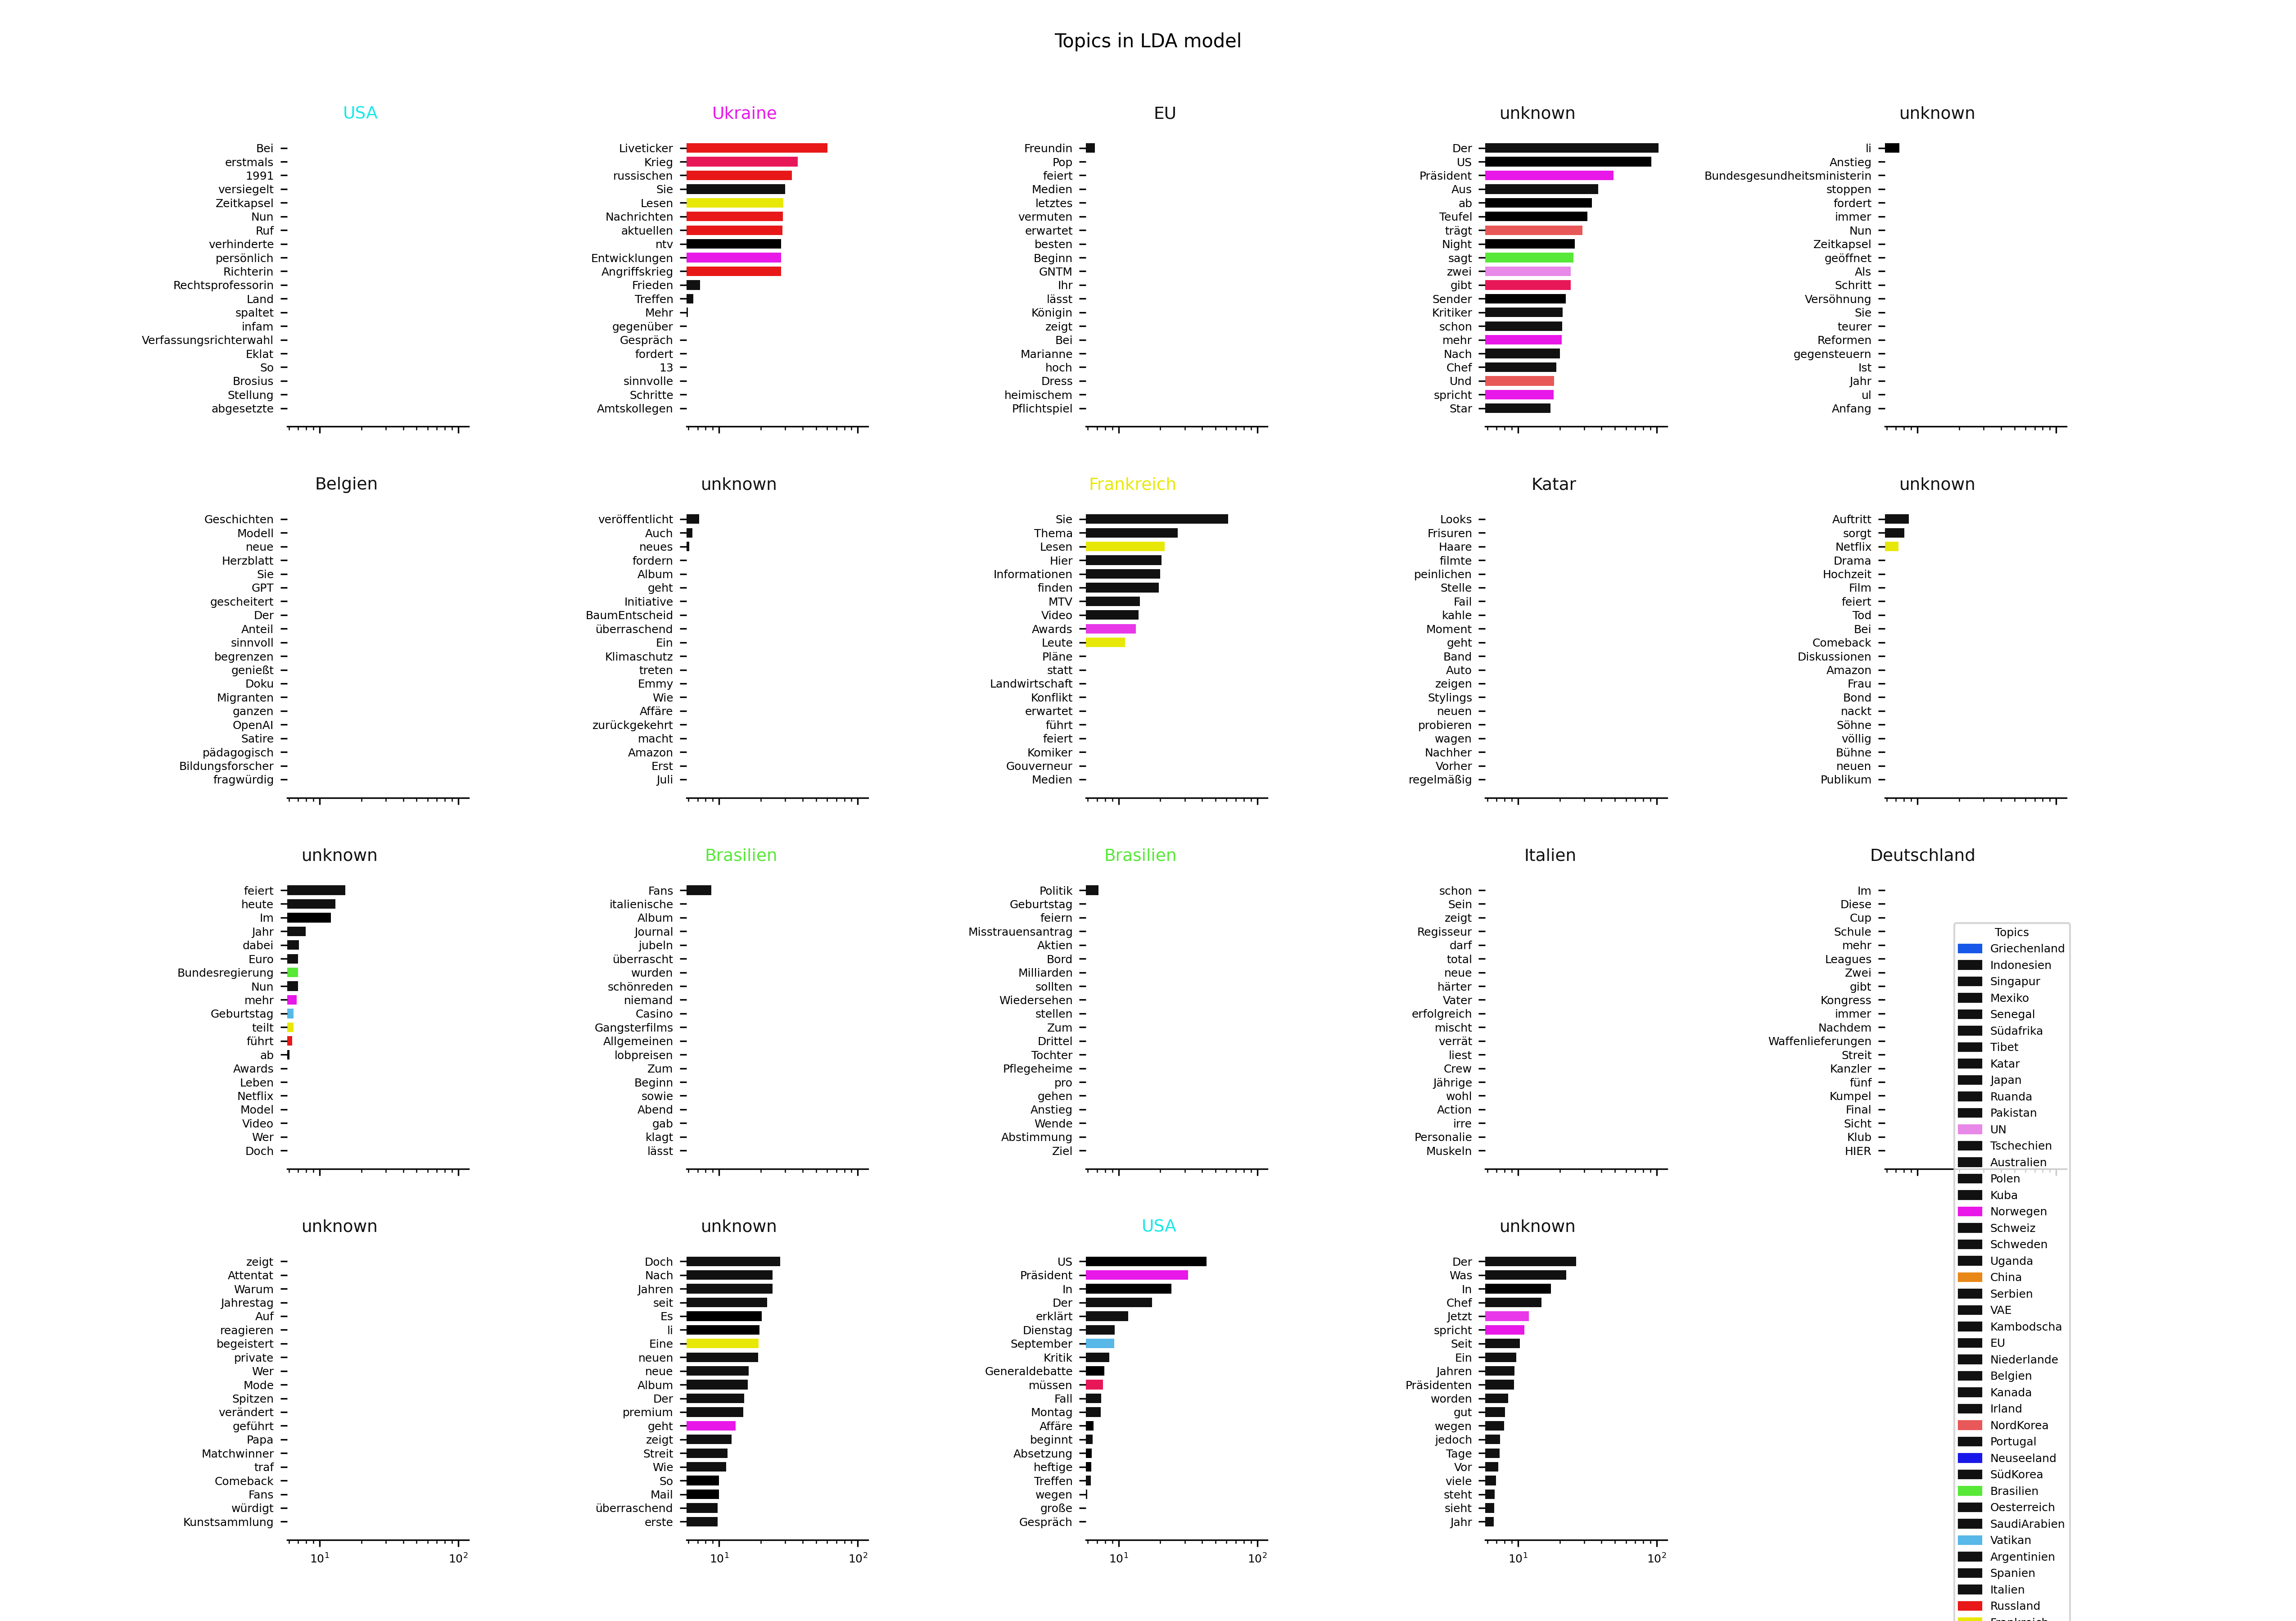 Topics in LDA model
USA
Bei
erstmals
1991
versiegelt
Zeitkapsel
Nun
Ruf
verhinderte
persönlich
Richterin
Rechtsprofessorin
Land
spaltet
infam
Verfassungsrichterwahl
Eklat
So
Brosius
Stellung
abgesetzte
Ukraine
Liveticker
Krieg
russischen
Sie
Lesen
Nachrichten
aktuellen
ntv
Entwicklungen
Angriffskrieg
Frieden
Treffen
Mehr
gegenüber
Gespräch
fordert
13
sinnvolle
Schritte
Amtskollegen
EU
Freundin
Pop
feiert
Medien
letztes
vermuten
erwartet
besten
Beginn
GNTM
Ihr
lässt
Königin
zeigt
Bei
Marianne
hoch
Dress
heimischem
Pflichtspiel
unknown
Der
US
Präsident
Aus
ab
Teufel
trägt
Night
sagt
zwei
gibt
Sender
Kritiker
schon
mehr
Nach
Chef
Und
spricht
Star
unknown
li
Anstieg
Bundesgesundheitsministerin
stoppen
fordert
immer
Nun
Zeitkapsel
geöffnet
Als
Schritt
Versöhnung
Sie
teurer
Reformen
gegensteuern
Ist
Jahr
ul
Anfang
Belgien
Geschichten
Modell
neue
Herzblatt
Sie
GPT
gescheitert
Der
Anteil
sinnvoll
begrenzen
genießt
Doku
Migranten
ganzen
OpenAI
Satire
pädagogisch
Bildungsforscher
fragwürdig
unknown
veröffentlicht
Auch
neues
fordern
Album
geht
Initiative
BaumEntscheid
überraschend
Ein
Klimaschutz
treten
Emmy
Wie
Affäre
zurückgekehrt
macht
Amazon
Erst
Juli
Frankreich
Sie
Thema
Lesen
Hier
Informationen
finden
MTV
Video
Awards
Leute
Pläne
statt
Landwirtschaft
Konflikt
erwartet
führt
feiert
Komiker
Gouverneur
Medien
Katar
Looks
Frisuren
Haare
filmte
peinlichen
Stelle
Fail
kahle
Moment
geht
Band
Auto
zeigen
Stylings
neuen
probieren
wagen
Nachher
Vorher
regelmäßig
unknown
Auftritt
sorgt
Netflix
Drama
Hochzeit
Film
feiert
Tod
Bei
Comeback
Diskussionen
Amazon
Frau
Bond
nackt
Söhne
völlig
Bühne
neuen
Publikum
unknown
feiert
heute
Im
Jahr
dabei
Euro
Bundesregierung
Nun
mehr
Geburtstag
teilt
führt
ab
Awards
Leben
Netflix
Model
Video
Wer
Doch
Brasilien
Fans
italienische
Album
Journal
jubeln
überrascht
wurden
schönreden
niemand
Casino
Gangsterfilms
Allgemeinen
lobpreisen
Zum
Beginn
sowie
Abend
gab
klagt
lässt
Brasilien
Politik
Geburtstag
feiern
Misstrauensantrag
Aktien
Bord
Milliarden
sollten
Wiedersehen
stellen
Zum
Drittel
Tochter
Pflegeheime
pro
gehen
Anstieg
Wende
Abstimmung
Ziel
Italien
schon
Sein
zeigt
Regisseur
darf
total
neue
härter
Vater
erfolgreich
mischt
verrät
liest
Crew
Jährige
wohl
Action
irre
Personalie
Muskeln
Deutschland
Im
Diese
Cup
Schule
mehr
Leagues
Zwei
gibt
Kongress
immer
Nachdem
Waffenlieferungen
Streit
Kanzler
fünf
Kumpel
Final
Sicht
Klub
HIER
unknown
zeigt
Attentat
Warum
Jahrestag
Auf
reagieren
begeistert
private
Wer
Mode
Spitzen
verändert
geführt
Papa
Matchwinner
traf
Comeback
Fans
würdigt
Kunstsammlung
10¹ 10²
unknown
Doch
Nach
Jahren
seit
Es
li
Eine
neuen
neue
Album
Der
premium
geht
zeigt
Streit
Wie
So
Mail
überraschend
erste
10¹ 10²
USA
US
Präsident
In
Der
erklärt
Dienstag
September
Kritik
Generaldebatte
müssen
Fall
Montag
Affäre
beginnt
Absetzung
heftige
Treffen
wegen
große
Gespräch
10¹ 10²
unknown
Der
Was
In
Chef
Jetzt
spricht
Seit
Ein
Jahren
Präsidenten
worden
gut
wegen
jedoch
Tage
Vor
viele
steht
sieht
Jahr
10¹ 10²
Topics
Griechenland
Indonesien
Singapur
Mexiko
Senegal
Südafrika
Tibet
Katar
Japan
Ruanda
Pakistan
UN
Tschechien
Australien
Polen
Kuba
Norwegen
Schweiz
Schweden
Uganda
China
Serbien
VAE
Kambodscha
EU
Niederlande
Belgien
Kanada
Irland
NordKorea
Portugal
Neuseeland
SüdKorea
Brasilien
Oesterreich
SaudiArabien
Vatikan
Argentinien
Spanien
Italien
Russland